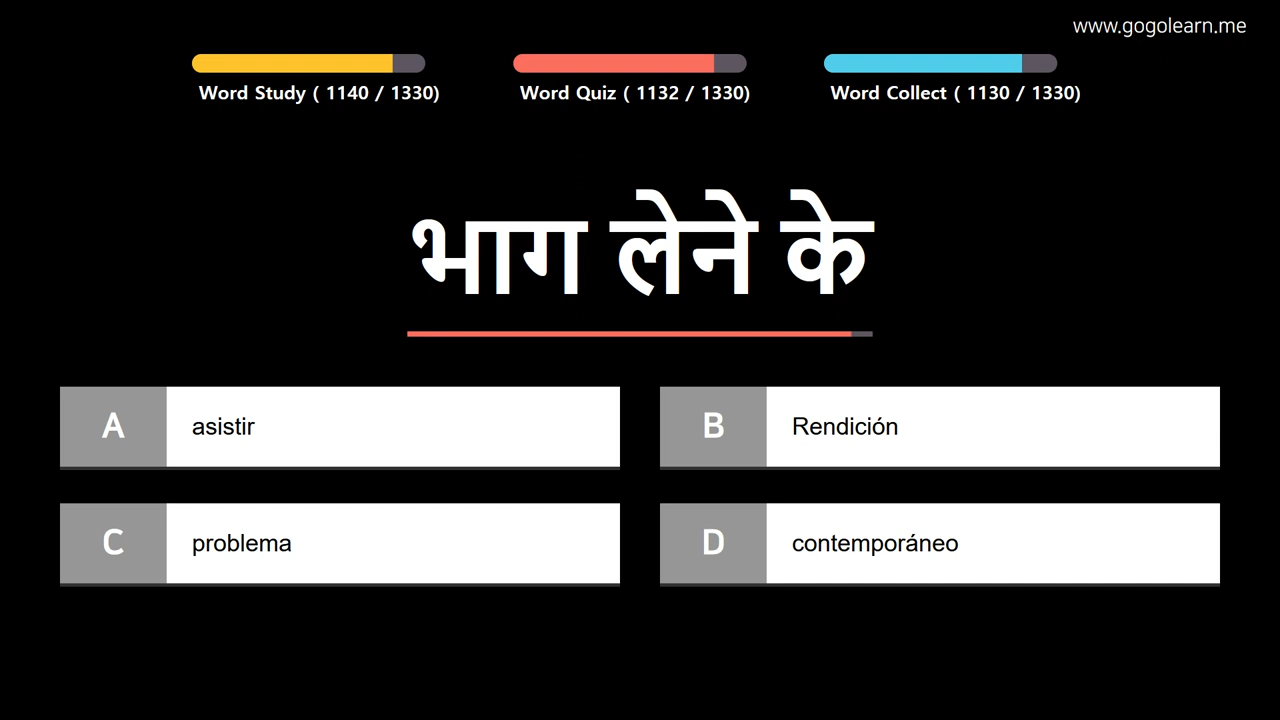 www.gogolearn.me
Word Study ( 1140 / 1330)
Word Quiz ( 1132 / 1330)
Word Collect ( 1130 / 1330)
भाग लेने के
A asistir
B Rendición
C problema
D contemporáneo